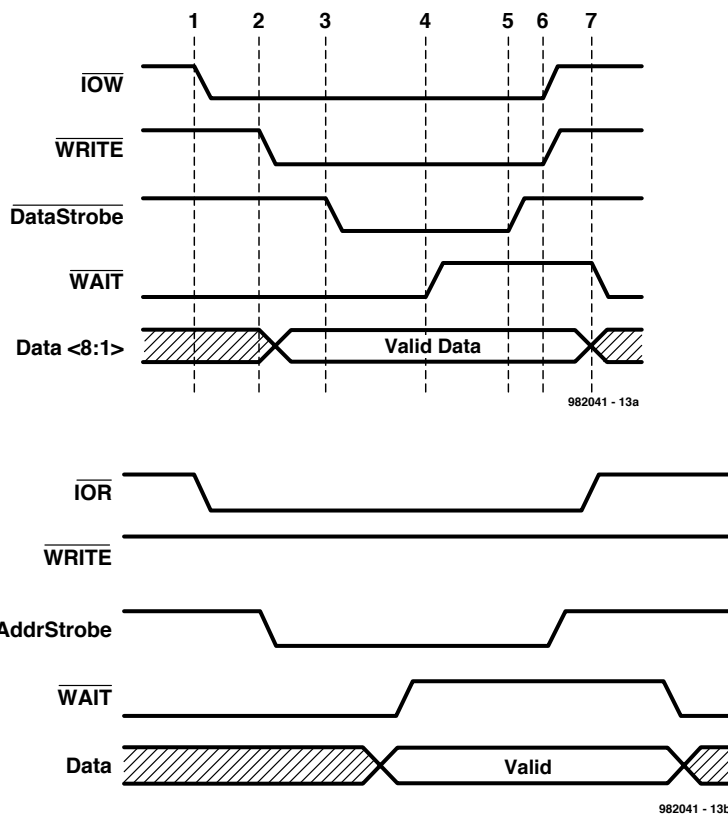 1 2 3 4 5 6 7
IOW
WRITE
DataStrobe
WAIT
Data <8:1>
Valid Data
982041 - 13a
IOR
WRITE
AddrStrobe
WAIT
Data
Valid
982041 - 13b